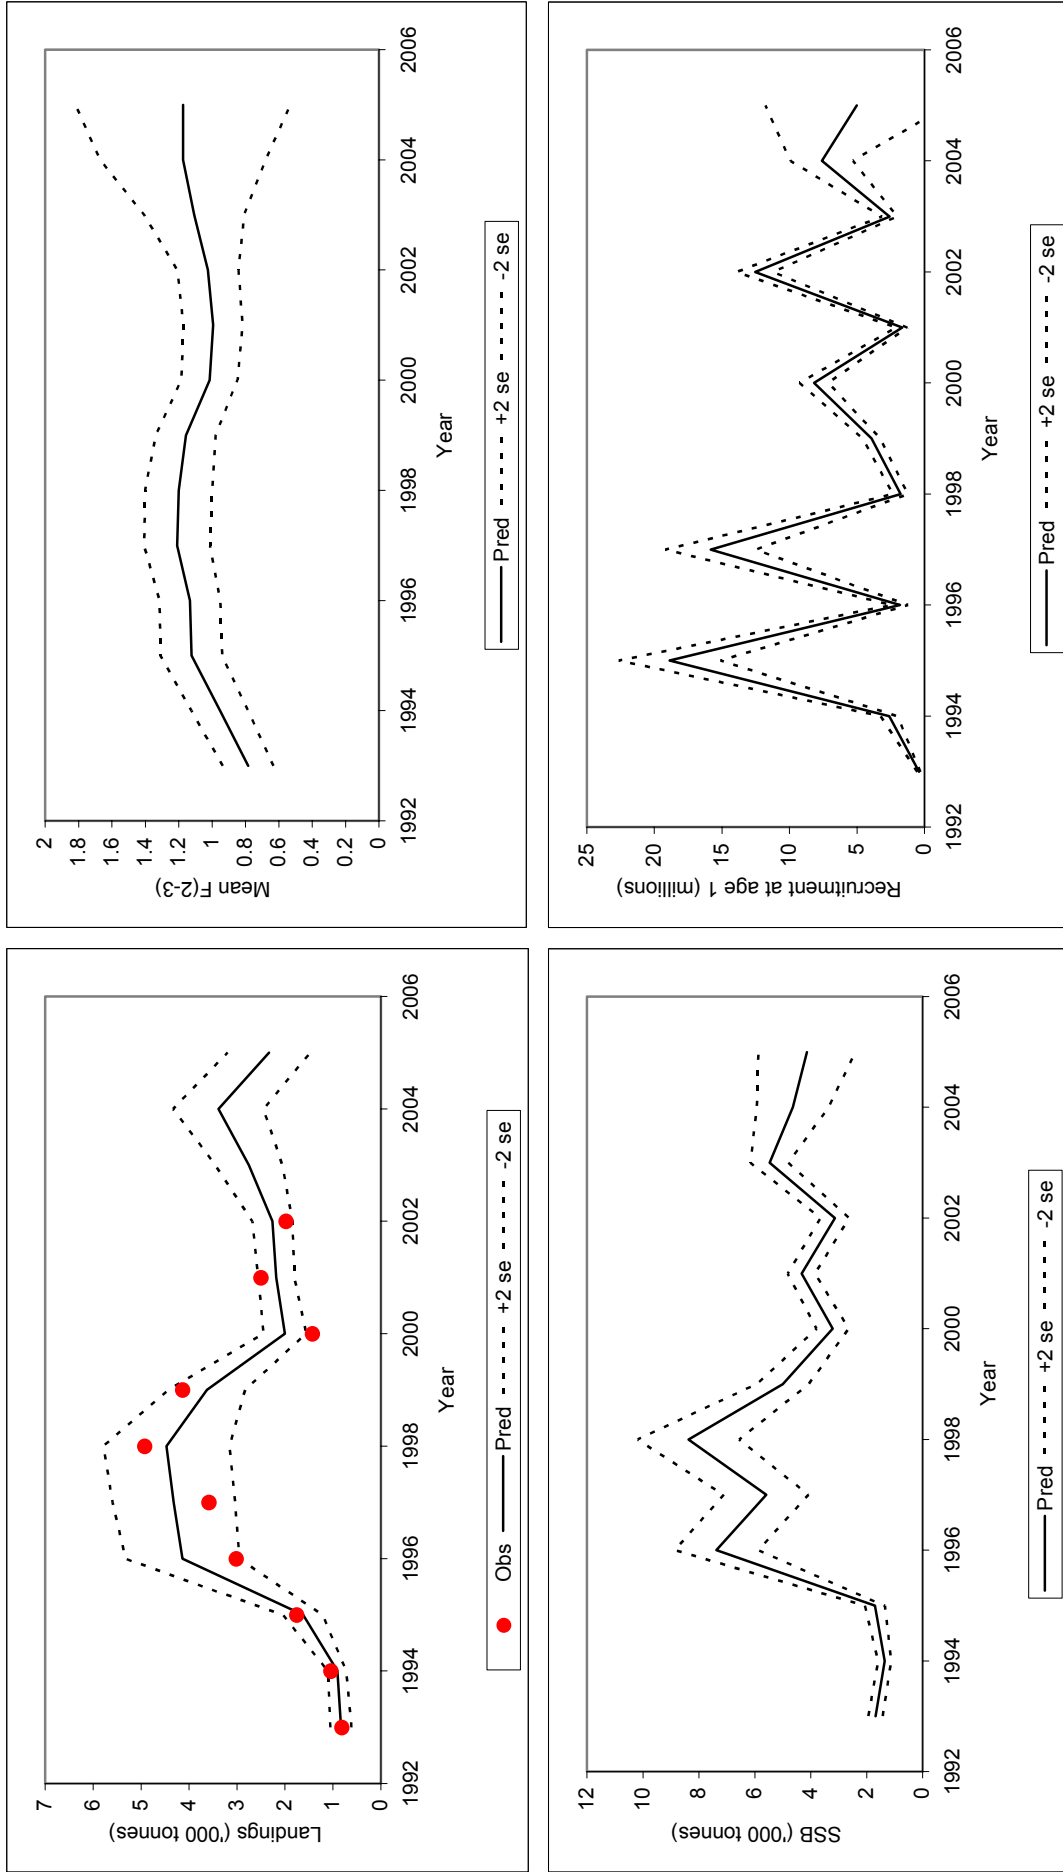 Landings ('000 tonnes)
7
6
5
4
3
2
1
0
1992 1994 1996 1998 2000 2002 2004 2006
Year
Obs Pred +2 se -2 se
Mean F(2-3)
2
1.8
1.6
1.4
1.2
1
0.8
0.6
0.4
0.2
0
1992 1994 1996 1998 2000 2002 2004 2006
Year
Pred +2 se -2 se
SSB ('000 tonnes)
12
10
8
6
4
2
0
1992 1994 1996 1998 2000 2002 2004 2006
Year
Pred +2 se -2 se
Recruitment at age 1 (millions)
25
20
15
10
5
0
1992 1994 1996 1998 2000 2002 2004 2006
Year
Pred +2 se -2 se